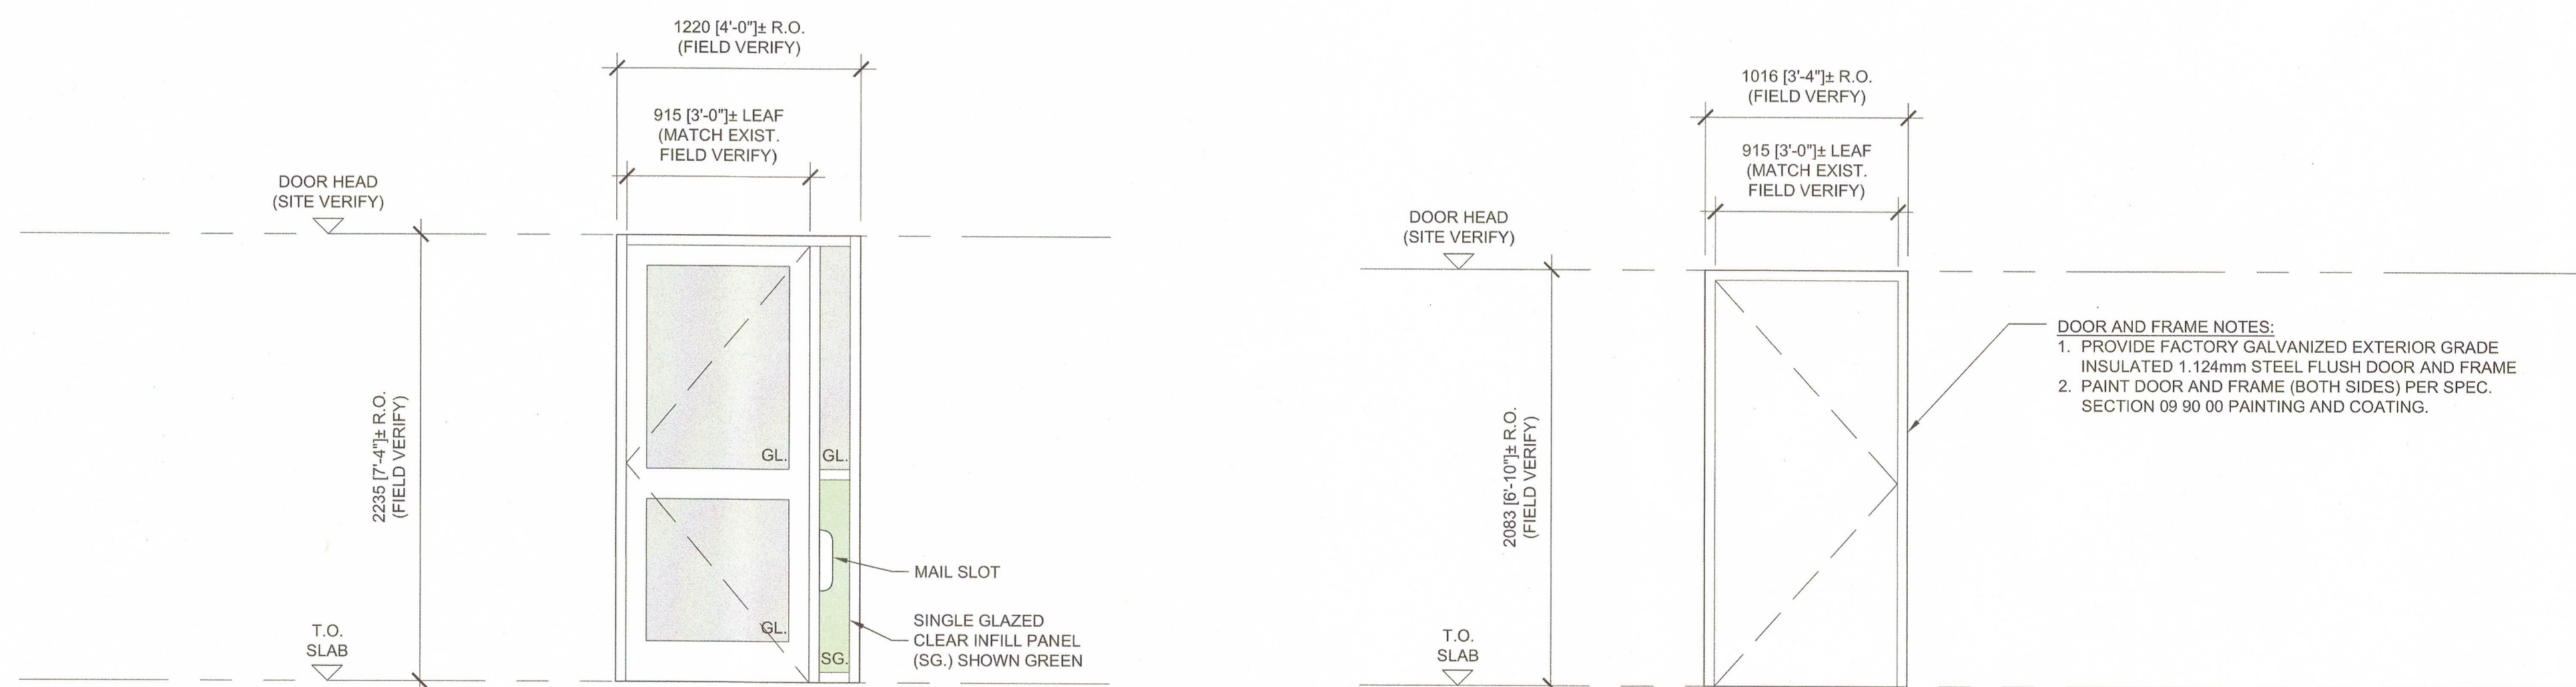 1220 [4'-0"]± R.O.
(FIELD VERIFY)
915 [3'-0"]± LEAF
(MATCH EXIST.
FIELD VERIFY)
DOOR HEAD
(SITE VERIFY)
2235 [7'-4"]± R.O.
(FIELD VERIFY)
GL.
GL.
GL.
SG.
MAIL SLOT
SINGLE GLAZED
CLEAR INFILL PANEL
(SG.) SHOWN GREEN
T.O.
SLAB
1016 [3'-4"]± R.O.
(FIELD VERFY)
915 [3'-0"]± LEAF
(MATCH EXIST.
FIELD VERIFY)
DOOR HEAD
(SITE VERIFY)
2083 [6'-10"]± R.O.
(FIELD VERIFY)
DOOR AND FRAME NOTES:
1. PROVIDE FACTORY GALVANIZED EXTERIOR GRADE
INSULATED 1.124mm STEEL FLUSH DOOR AND FRAME
2. PAINT DOOR AND FRAME (BOTH SIDES) PER SPEC.
SECTION 09 90 00 PAINTING AND COATING.
T.O.
SLAB